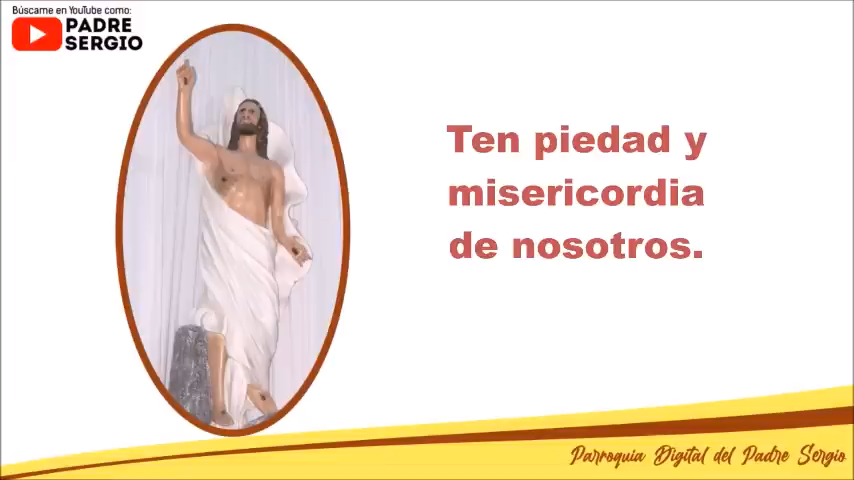 Búscame en YouTube como:
PADRE
SERGIO
Ten piedad y
misericordia
de nosotros.
Parroquia Digital del Padre Sergio